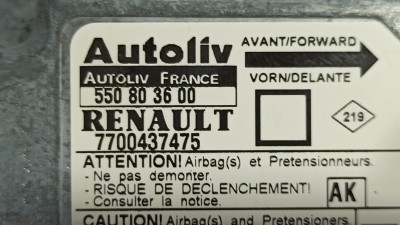 Autoliv
AVANT/FORWARD
AUTOLIV FRANCE
VORN/DELANTE
550 80 36 00
RENAULT
219
7700437475
ATTENTION! Airbag(s) et Pretensionneurs.
- Ne pas demonter.
- RISQUE DE DECLENCHEMENT!
AK
- Consulter la notice.
CAUTION! Airbag(s) and Pretensioners